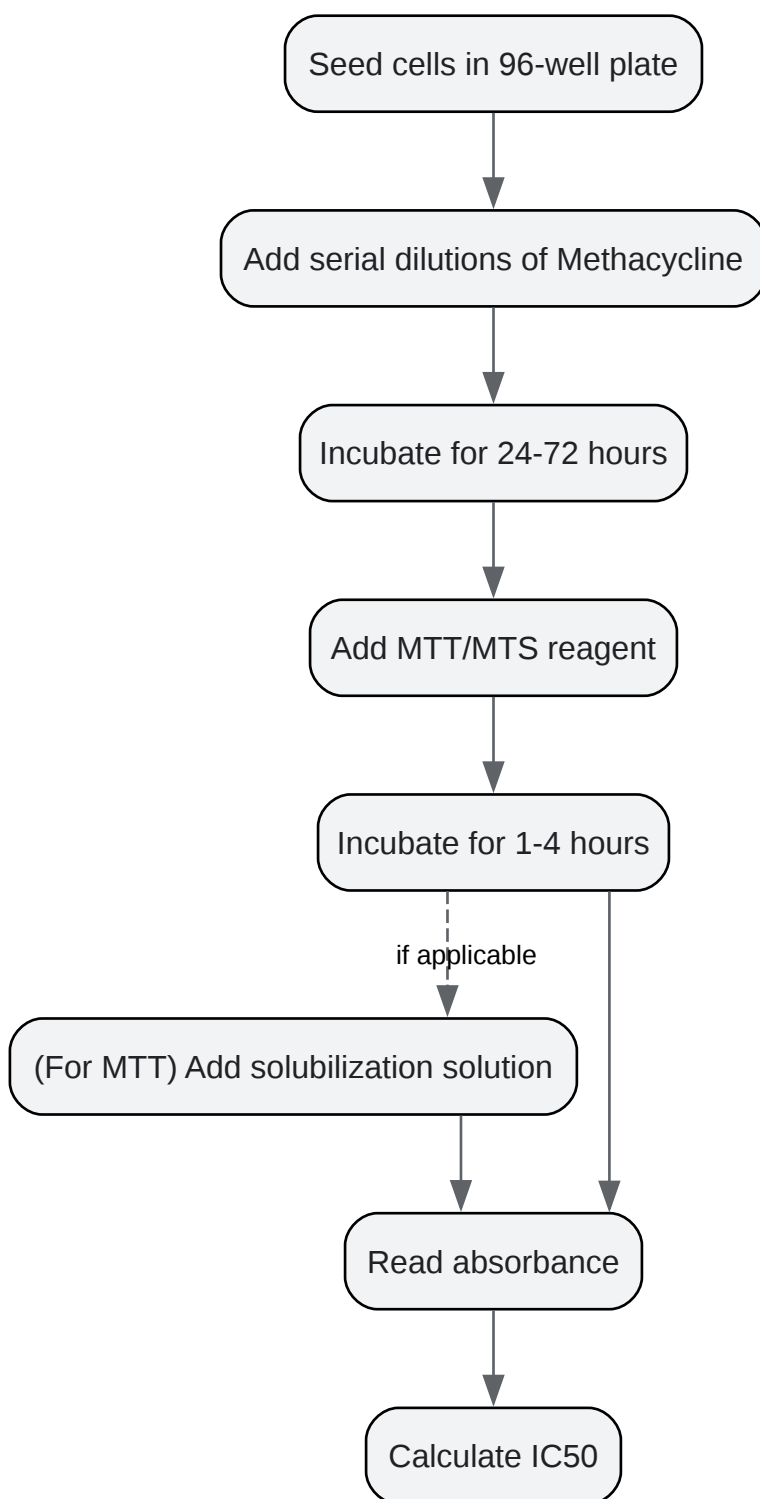 Seed cells in 96-well plate
Add serial dilutions of Methacycline
Incubate for 24-72 hours
Add MTT/MTS reagent
Incubate for 1-4 hours
if applicable
(For MTT) Add solubilization solution
Read absorbance
Calculate IC50